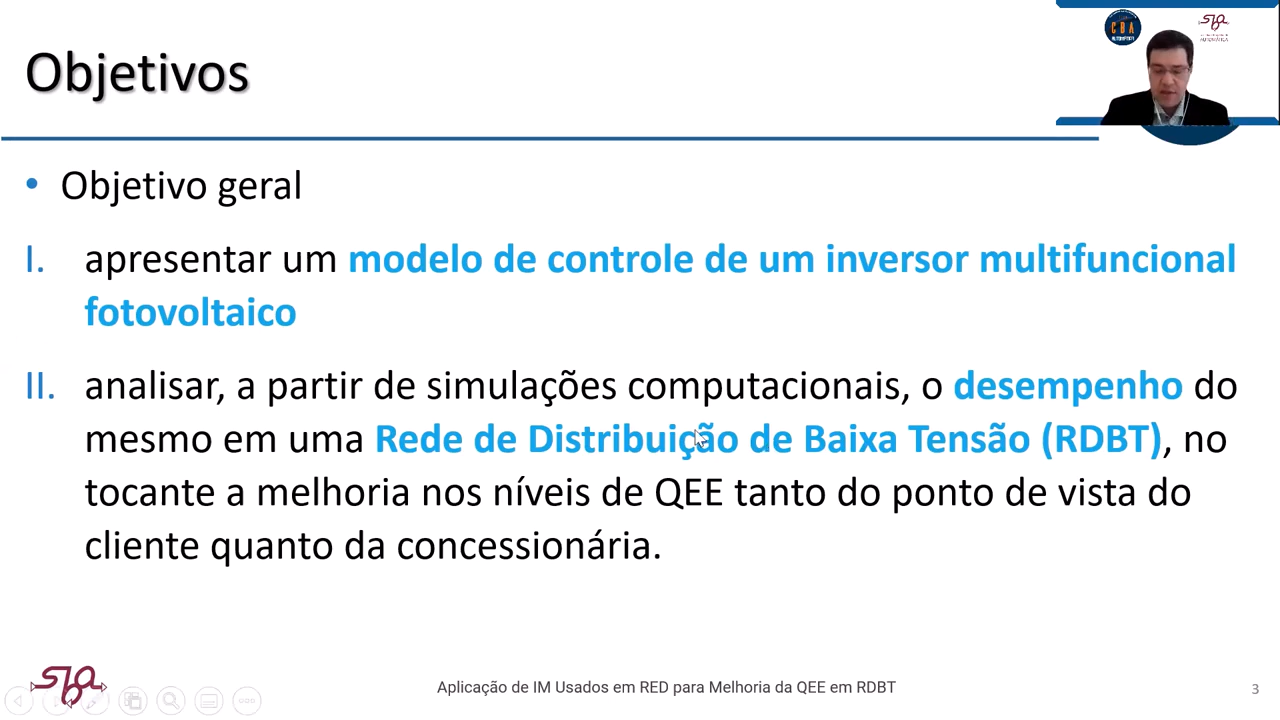 Objetivos
CBA
• Objetivo geral
I. apresentar um modelo de controle de um inversor multifuncional
fotovoltaico
II. analisar, a partir de simulações computacionais, o desempenho do
mesmo em uma Rede de Distribuição de Baixa Tensão (RDBT), no
tocante a melhoria nos níveis de QEE tanto do ponto de vista do
cliente quanto da concessionária.
sba
Aplicação de IM Usados em RED para Melhoria da QEE em RDBT
3